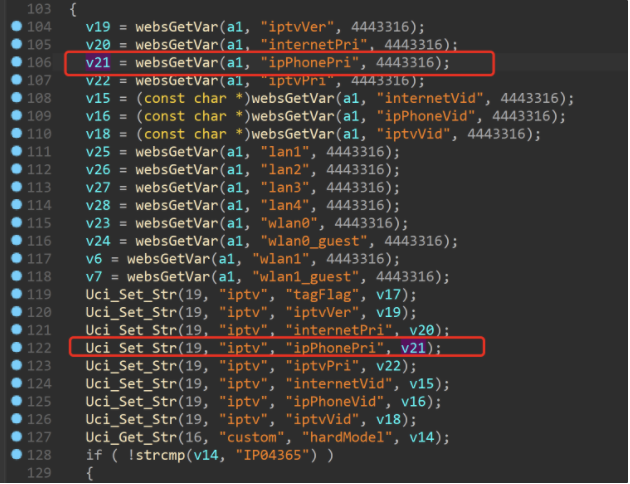 103 {
104 v19 = websGetVar(a1, "iptvVer", 4443316);
105 v20 = websGetVar(a1, "internetPri", 4443316);
106 v21 = websGetVar(a1, "ipPhonePri", 4443316);
107 v22 = websGetVar(a1, "iptvPri", 4443316);
108 v15 = (const char *)websGetVar(a1, "internetVid", 4443316);
109 v16 = (const char *)websGetVar(a1, "ipPhoneVid", 4443316);
110 v18 = (const char *)websGetVar(a1, "iptvVid", 4443316);
111 v25 = websGetVar(a1, "lan1", 4443316);
112 v26 = websGetVar(a1, "lan2", 4443316);
113 v27 = websGetVar(a1, "lan3", 4443316);
114 v28 = websGetVar(a1, "lan4", 4443316);
115 v23 = websGetVar(a1, "wlan0", 4443316);
116 v24 = websGetVar(a1, "wlan0_guest", 4443316);
117 v6 = websGetVar(a1, "wlan1", 4443316);
118 v7 = websGetVar(a1, "wlan1_guest", 4443316);
119 Uci_Set_Str(19, "iptv", "tagFlag", v17);
120 Uci_Set_Str(19, "iptv", "iptvVer", v19);
121 Uci_Set_Str(19, "iptv", "internetPri", v20);
122 Uci_Set_Str(19, "iptv", "ipPhonePri", v21);
123 Uci_Set_Str(19, "iptv", "iptvPri", v22);
124 Uci_Set_Str(19, "iptv", "internetVid", v15);
125 Uci_Set_Str(19, "iptv", "ipPhoneVid", v16);
126 Uci_Set_Str(19, "iptv", "iptvVid", v18);
127 Uci_Get_Str(16, "custom", "hardModel", v14);
128 if ( !strcmp(v14, "IP04365") )
129 {